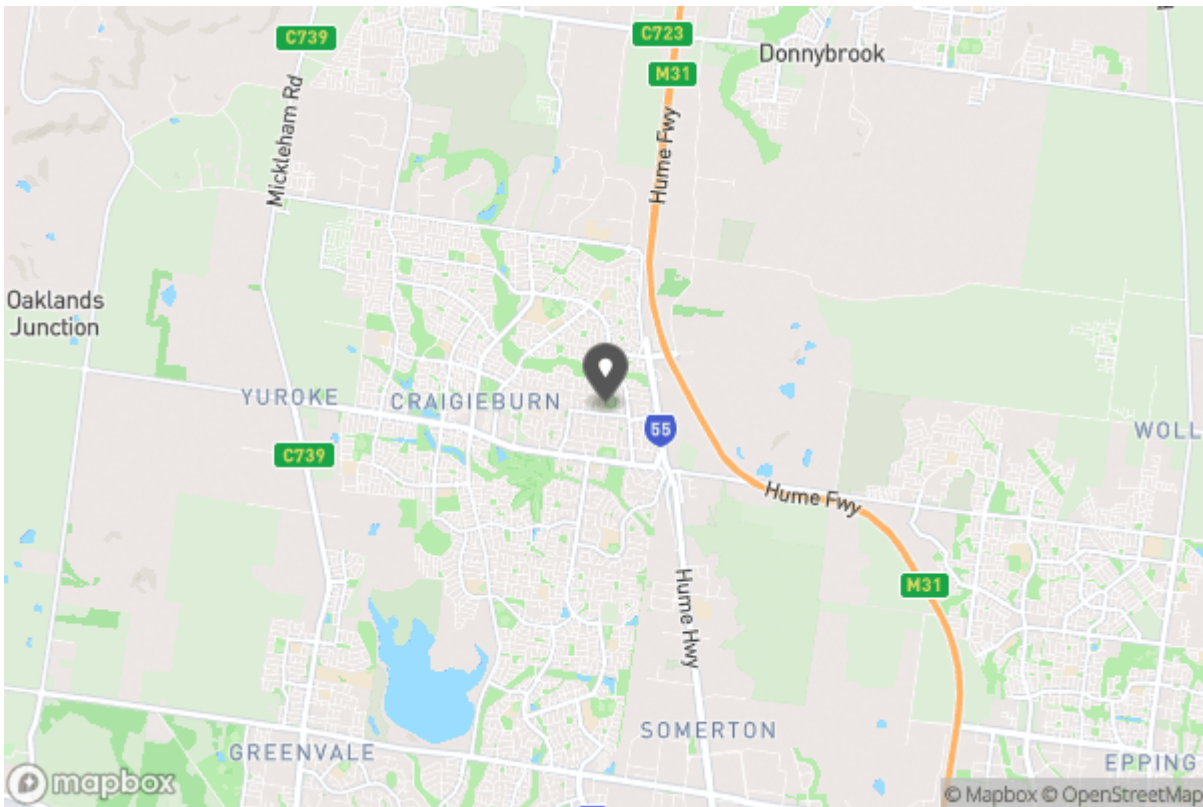 C739
C723
Donnybrook
M31
Mickleham Rd
Hume Fwy
Oaklands
Junction
YUROKE
CRAIGIEBURN
55
WOLL
C739
Hume Fwy
M31
Hume Hwy
SOMERTON
GREENVALE
EPPING
mapbox
© Mapbox © OpenStreetMap